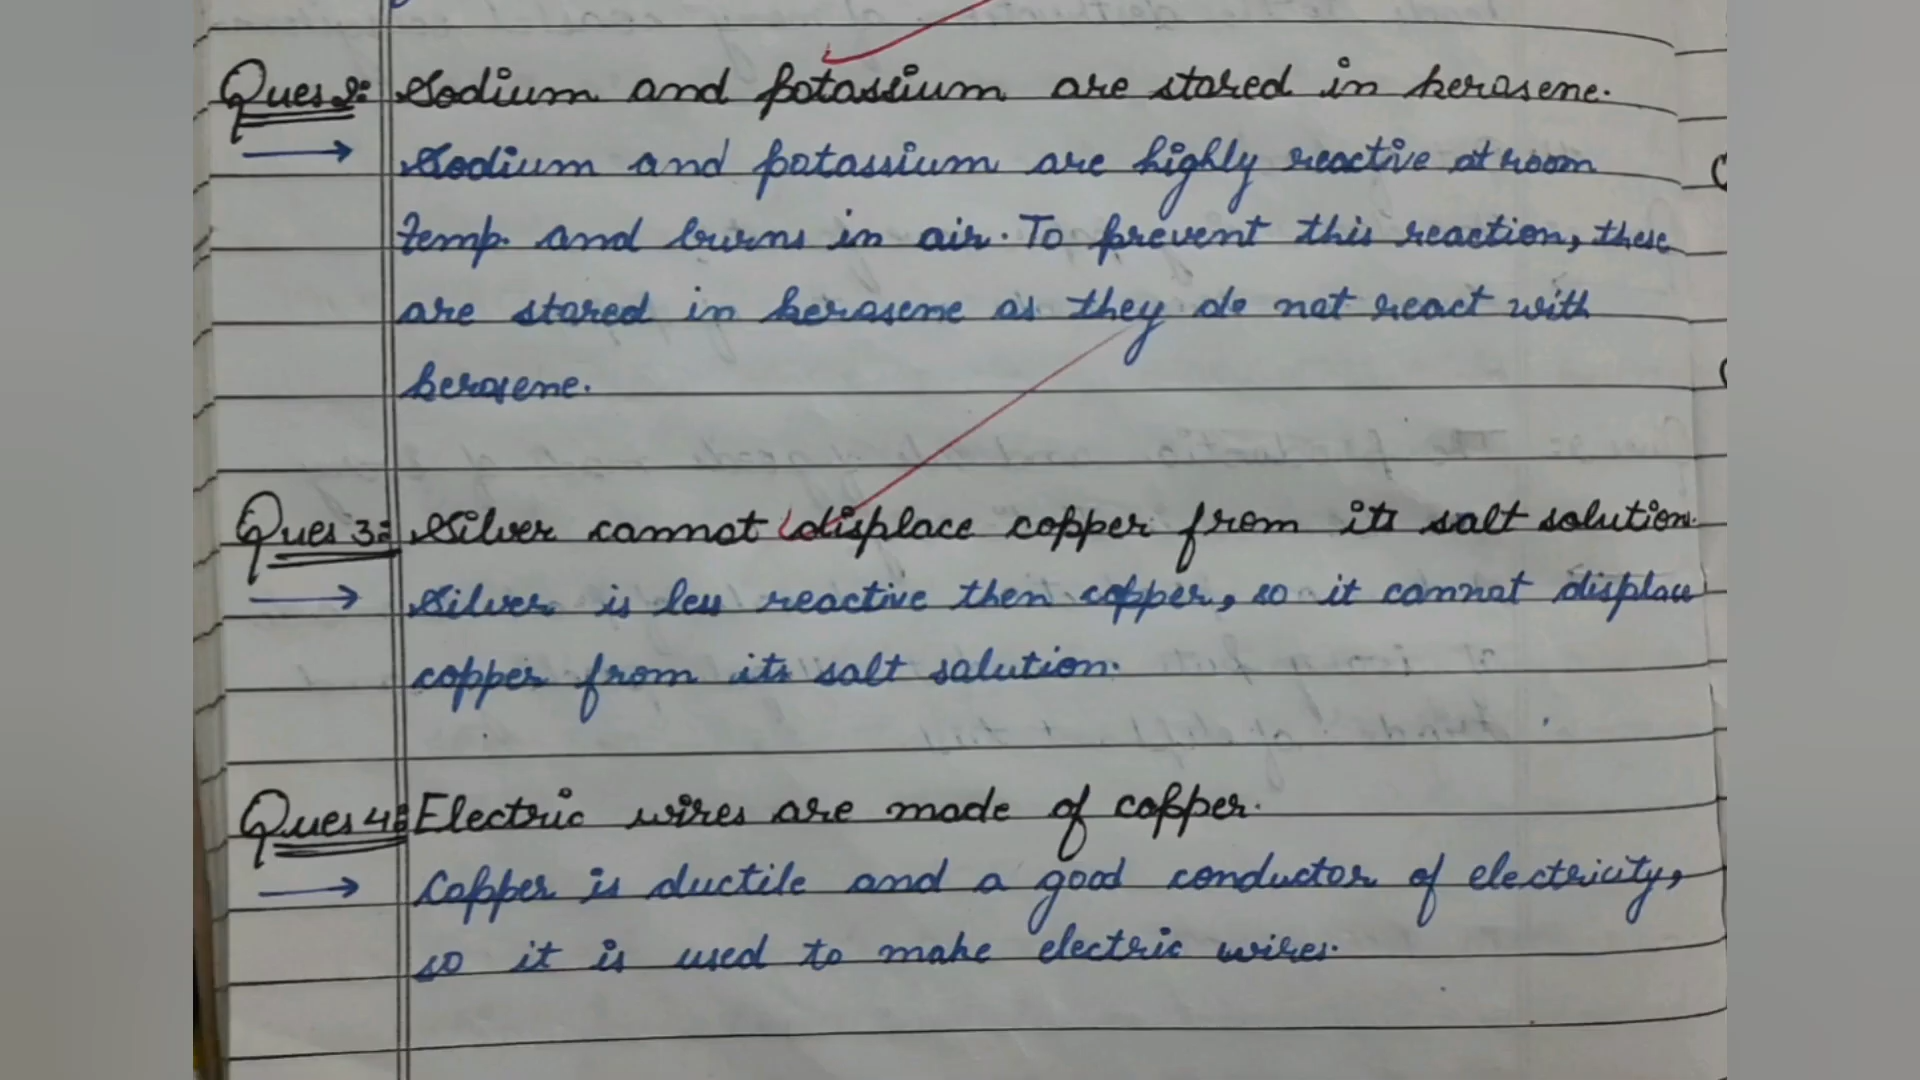 Ques 2: Sodium and potassium are stored in kerosene.
→ Sodium and potassium are highly reactive at room
temp. and burns in air. To prevent this reaction, these
are stored in kerosene as they do not react with
kerosene.
Ques 3: Silver cannot displace copper from its salt solution.
→ Silver is less reactive then copper, so it cannot displace
copper from its salt solution.
Ques 4: Electric wires are made of copper.
→ Copper is ductile and a good conductor of electricity,
so it is used to make electric wires.